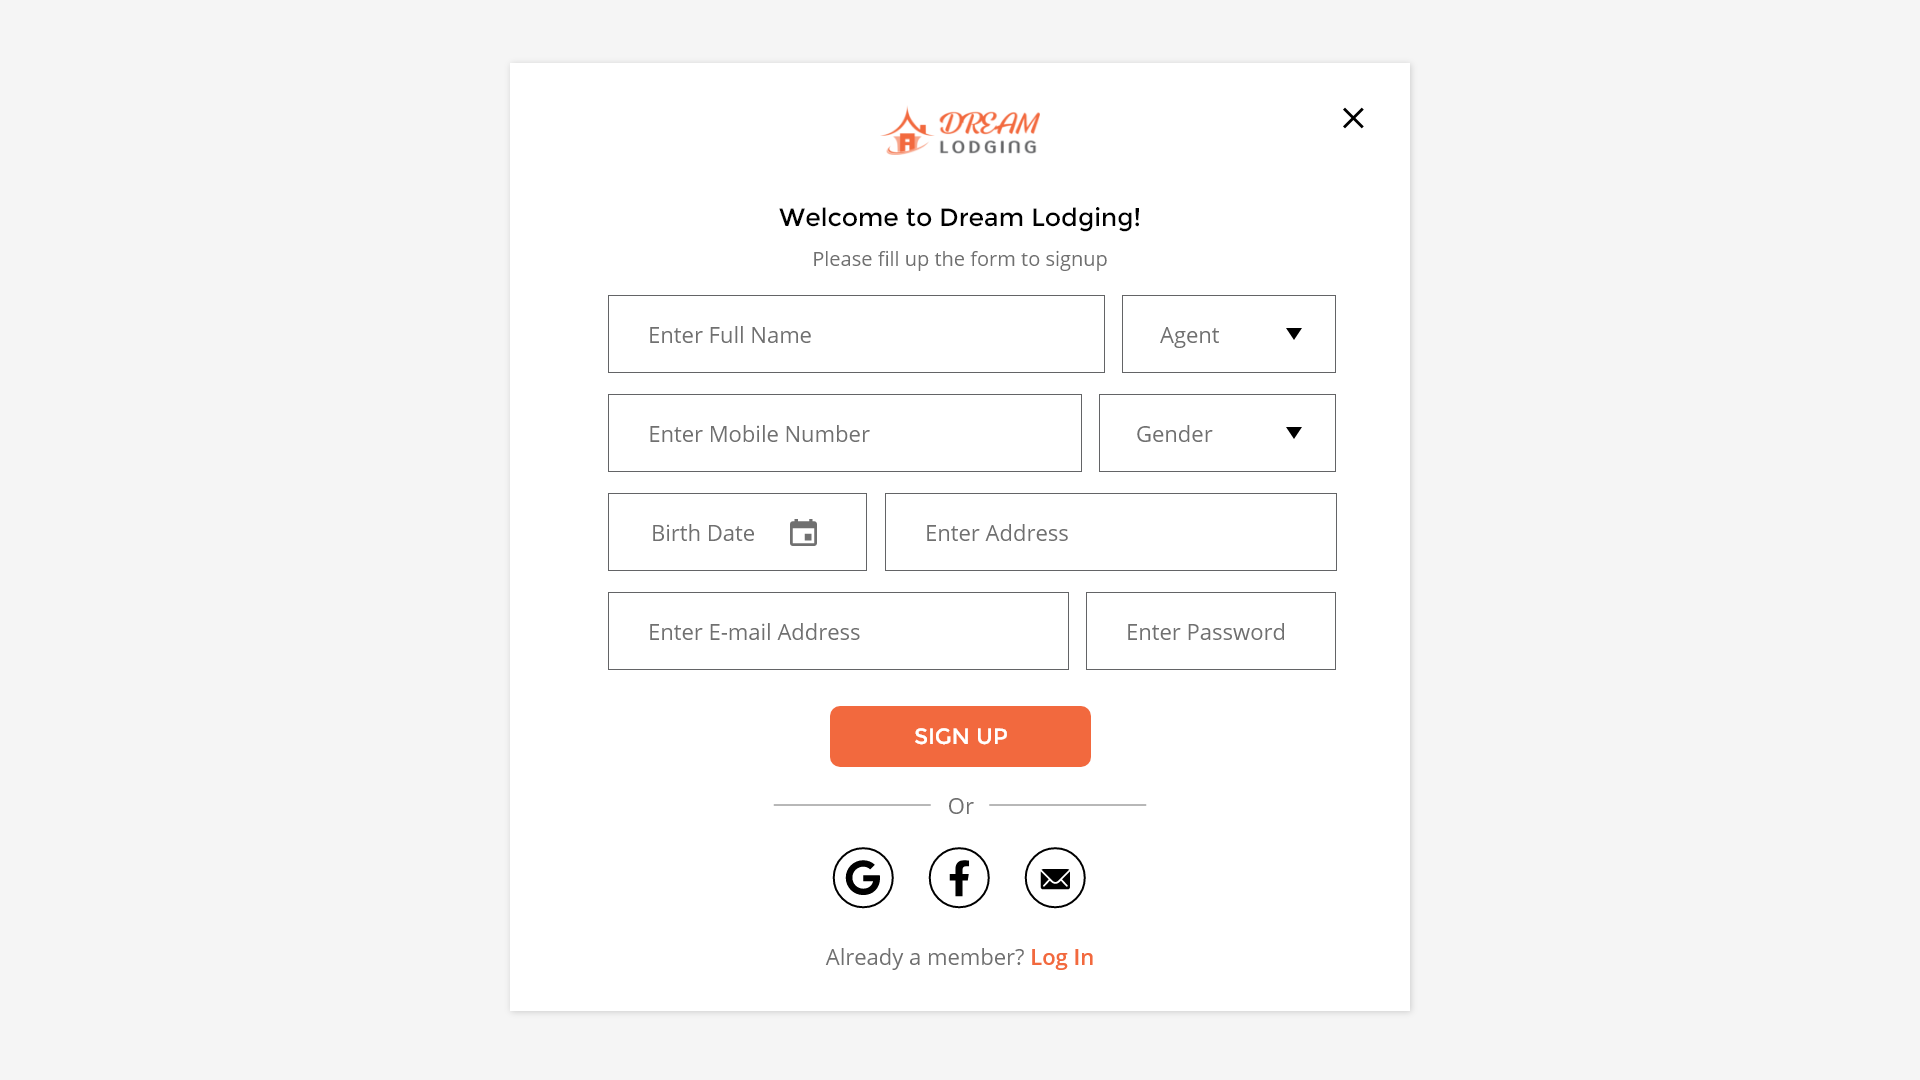 DREAM
LODGING
Welcome to Dream Lodging!
Please fill up the form to signup
Enter Full Name
Agent
Enter Mobile Number
Gender
Birth Date
Enter Address
Enter E-mail Address
Enter Password
SIGN UP
Or
Already a member? Log In